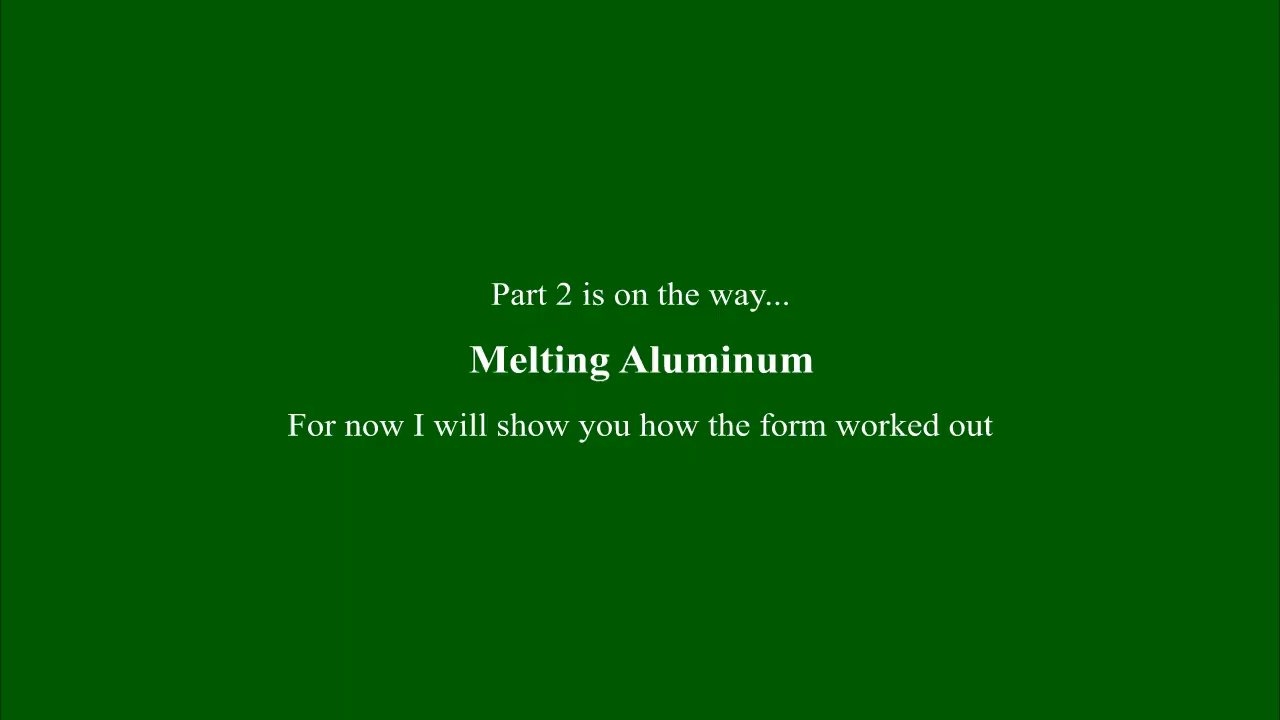 Part 2 is on the way...
Melting Aluminum
For now I will show you how the form worked out